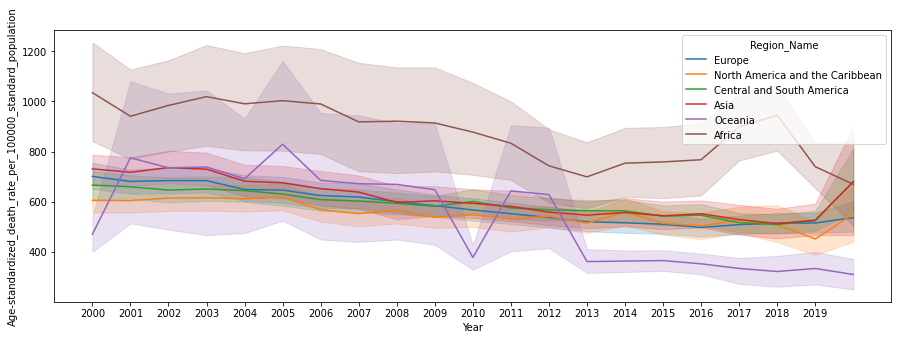 Age-standardized_death_rate_per_100000_standard_population
1200
1000
800
600
400
Region_Name
Europe
North America and the Caribbean
Central and South America
Asia
Oceania
Africa
2000 2001 2002 2003 2004 2005 2006 2007 2008 2009 2010 2011 2012 2013 2014 2015 2016 2017 2018 2019
Year